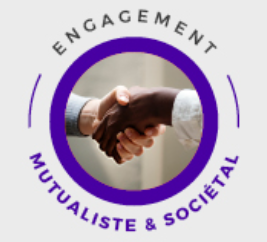 ENGAGEMENT
MUTUALISTE & SOCIÉTAL